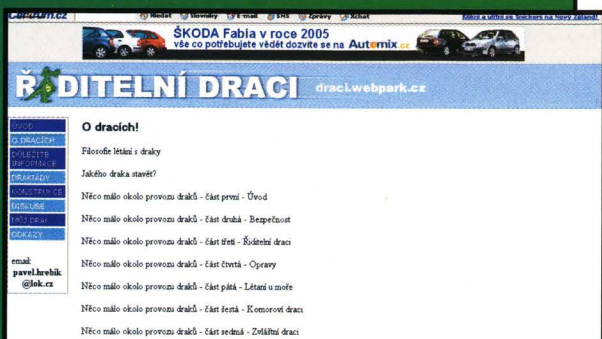 Hledat Slovníky E-mail SMS Zprávy Xchat
ŠKODA Fabia v roce 2005
vše co potřebujete vědět dozvíte se na Automix.cz
ŘIDITELNÍ DRACI draci.webpark.cz
ÚVOD
O DRACÍCH
DŮLEŽITÉ
INFORMACE
DRAKIÁDY
KONSTRUKCE
DISKUSE
MŮJ DRAK
ODKAZY
email:
pavel.hrebik
@iok.cz
O dracích!
Filosofie létání s draky
Jakého draka stavět?
Něco málo okolo provozu draků - část první - Úvod
Něco málo okolo provozu draků - část druhá - Bezpečnost
Něco málo okolo provozu draků - část třetí - Řiditelní draci
Něco málo okolo provozu draků - část čtvrtá - Opravy
Něco málo okolo provozu draků - část pátá - Létaní u moře
Něco málo okolo provozu draků - část šestá - Komoroví draci
Něco málo okolo provozu draků - část sedmá - Zvláštní draci